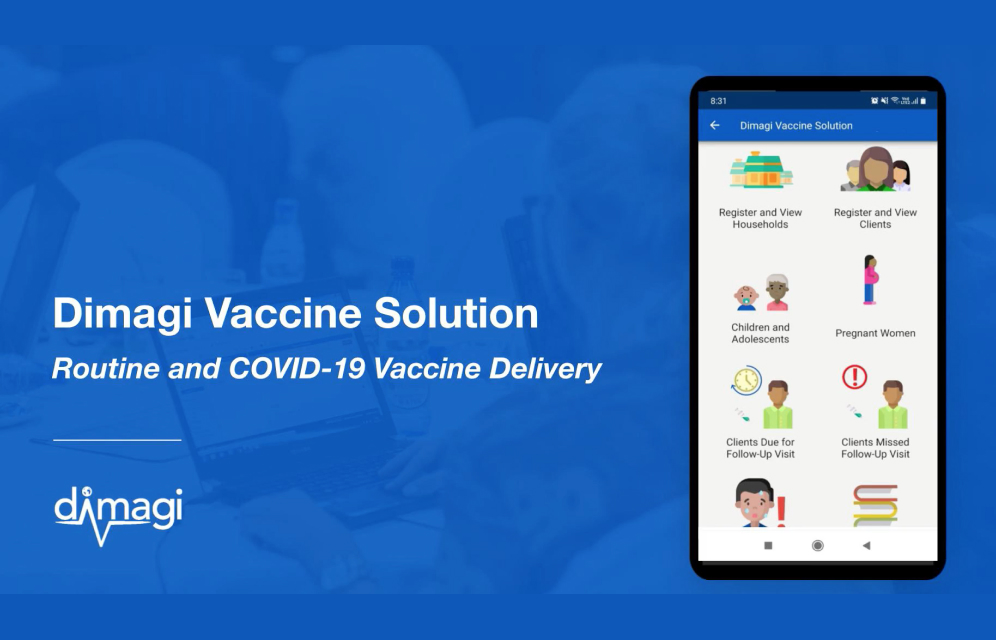 Dimagi Vaccine Solution
Routine and COVID-19 Vaccine Delivery
dimagi
8:31
Dimagi Vaccine Solution
Register and View
Households
Register and View
Clients
Children and
Adolescents
Pregnant Women
Clients Due for
Follow-Up Visit
Clients Missed
Follow-Up Visit